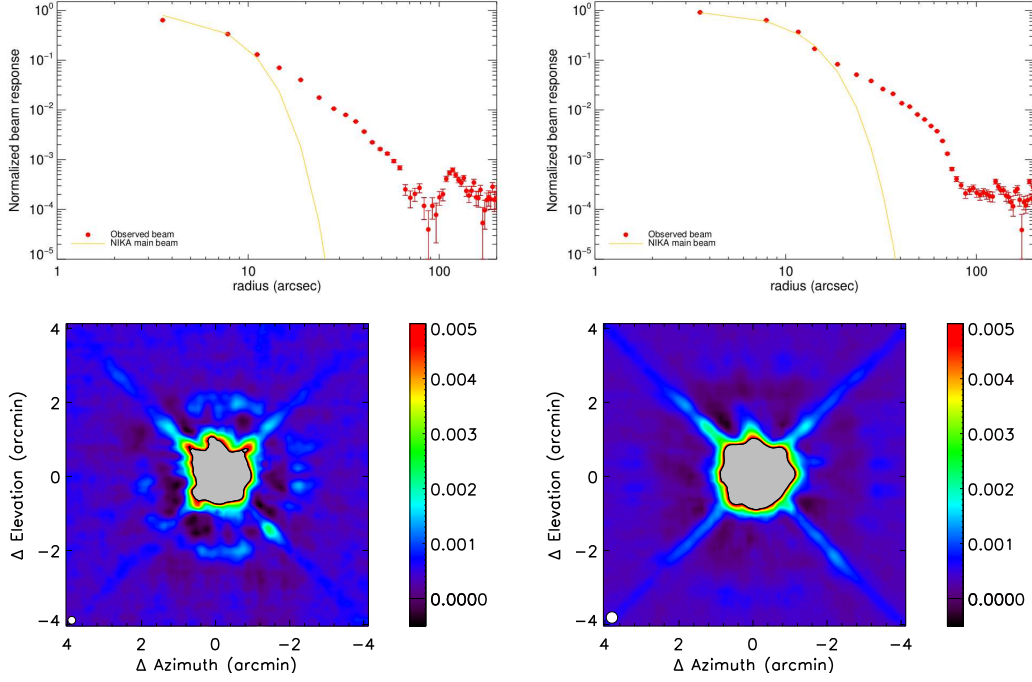 Normalized beam response
10⁰
10⁻¹
10⁻²
10⁻³
10⁻⁴
10⁻⁵
Observed beam
NIKA main beam
1 10 100
radius (arcsec)
Normalized beam response
10⁰
10⁻¹
10⁻²
10⁻³
10⁻⁴
10⁻⁵
Observed beam
NIKA main beam
1 10 100
radius (arcsec)
Δ Elevation (arcmin)
4
2
0
−2
−4
4 2 0 −2 −4
Δ Azimuth (arcmin)
0.005
0.004
0.003
0.002
0.001
0.0000
Δ Elevation (arcmin)
4
2
0
−2
−4
4 2 0 −2 −4
Δ Azimuth (arcmin)
0.005
0.004
0.003
0.002
0.001
0.0000